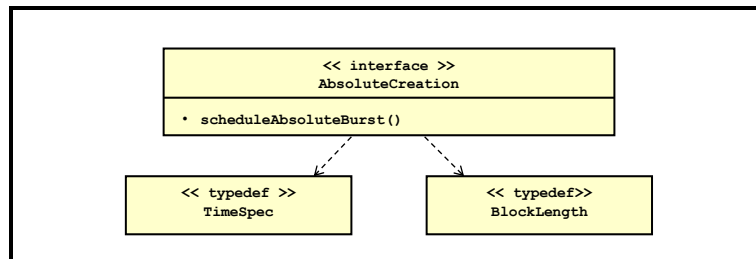 << interface >>
AbsoluteCreation
• scheduleAbsoluteBurst()
<< typedef >>
TimeSpec
<< typedef>>
BlockLength